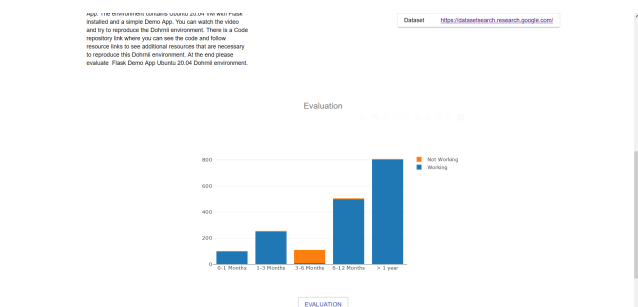 App. The environment contains Ubuntu 20.04 VM with Flask
installed and a simple Demo App. You can watch the video
and try to reproduce the Dohmil environment. There is a Code
repository link where you can see the code and follow
resource links to see additional resources that are necessary
to reproduce this Dohmil environment. At the end please
evaluate Flask Demo App Ubuntu 20.04 Dohmil environment.
Dataset https://datasetsearch.research.google.com/
Evaluation
800
600
400
200
0
0-1 Months 1-3 Months 3-6 Months 6-12 Months > 1 year
Not Working
Working
EVALUATION